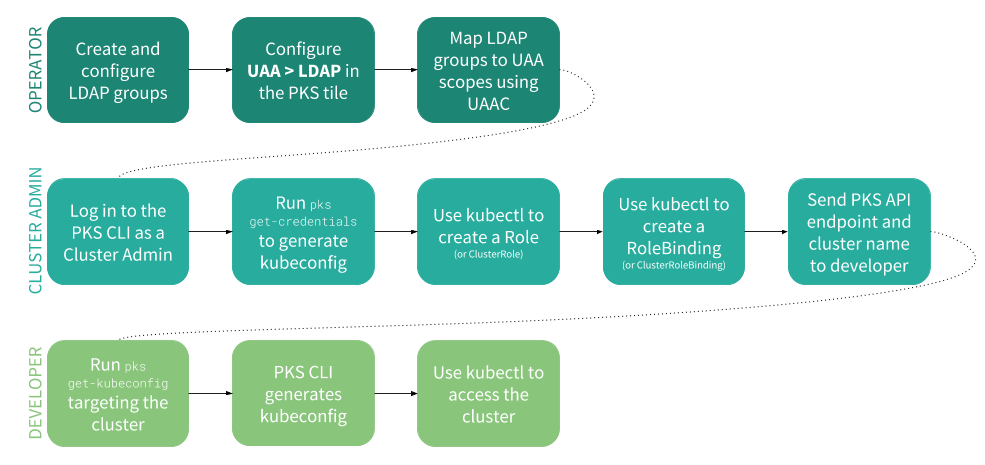 OPERATOR
Create and
configure
LDAP groups
Configure
UAA > LDAP in
the PKS tile
Map LDAP
groups to UAA
scopes using
UAAC
CLUSTER ADMIN
Log in to the
PKS CLI as a
Cluster Admin
Run pks
get-credentials
to generate
kubeconfig
Use kubectl to
create a Role
(or ClusterRole)
Use kubectl to
create a
RoleBinding
(or ClusterRoleBinding)
Send PKS API
endpoint and
cluster name
to developer
DEVELOPER
Run pks
get-kubeconfig
targeting the
cluster
PKS CLI
generates
kubeconfig
Use kubectl to
access the
cluster